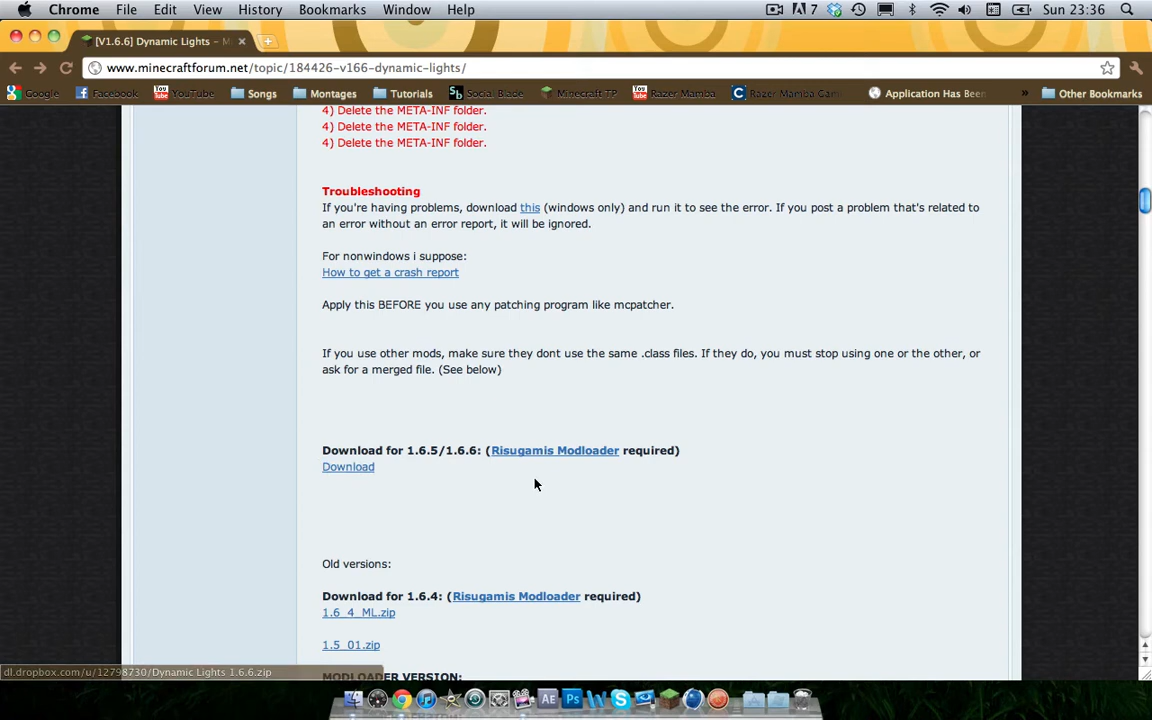 Chrome File Edit View History Bookmarks Window Help 7 Sun 23:36
[V1.6.6] Dynamic Lights – M
www.minecraftforum.net/topic/184426-v166-dynamic-lights/
Google Facebook YouTube Songs Montages Tutorials Social Blade Minecraft TP Razer Mamba Razer Mamba Gam Application Has Been » Other Bookmarks
4) Delete the META-INF folder.
4) Delete the META-INF folder.
4) Delete the META-INF folder.
Troubleshooting
If you're having problems, download this (windows only) and run it to see the error. If you post a problem that's related to
an error without an error report, it will be ignored.
For nonwindows i suppose:
How to get a crash report
Apply this BEFORE you use any patching program like mcpatcher.
If you use other mods, make sure they dont use the same .class files. If they do, you must stop using one or the other, or
ask for a merged file. (See below)
Download for 1.6.5/1.6.6: (Risugamis Modloader required)
Download
Old versions:
Download for 1.6.4: (Risugamis Modloader required)
1.6_4_ML.zip
1.5_01.zip
dl.dropbox.com/u/12798730/Dynamic Lights 1.6.6.zip
MODLOADER VERSION: